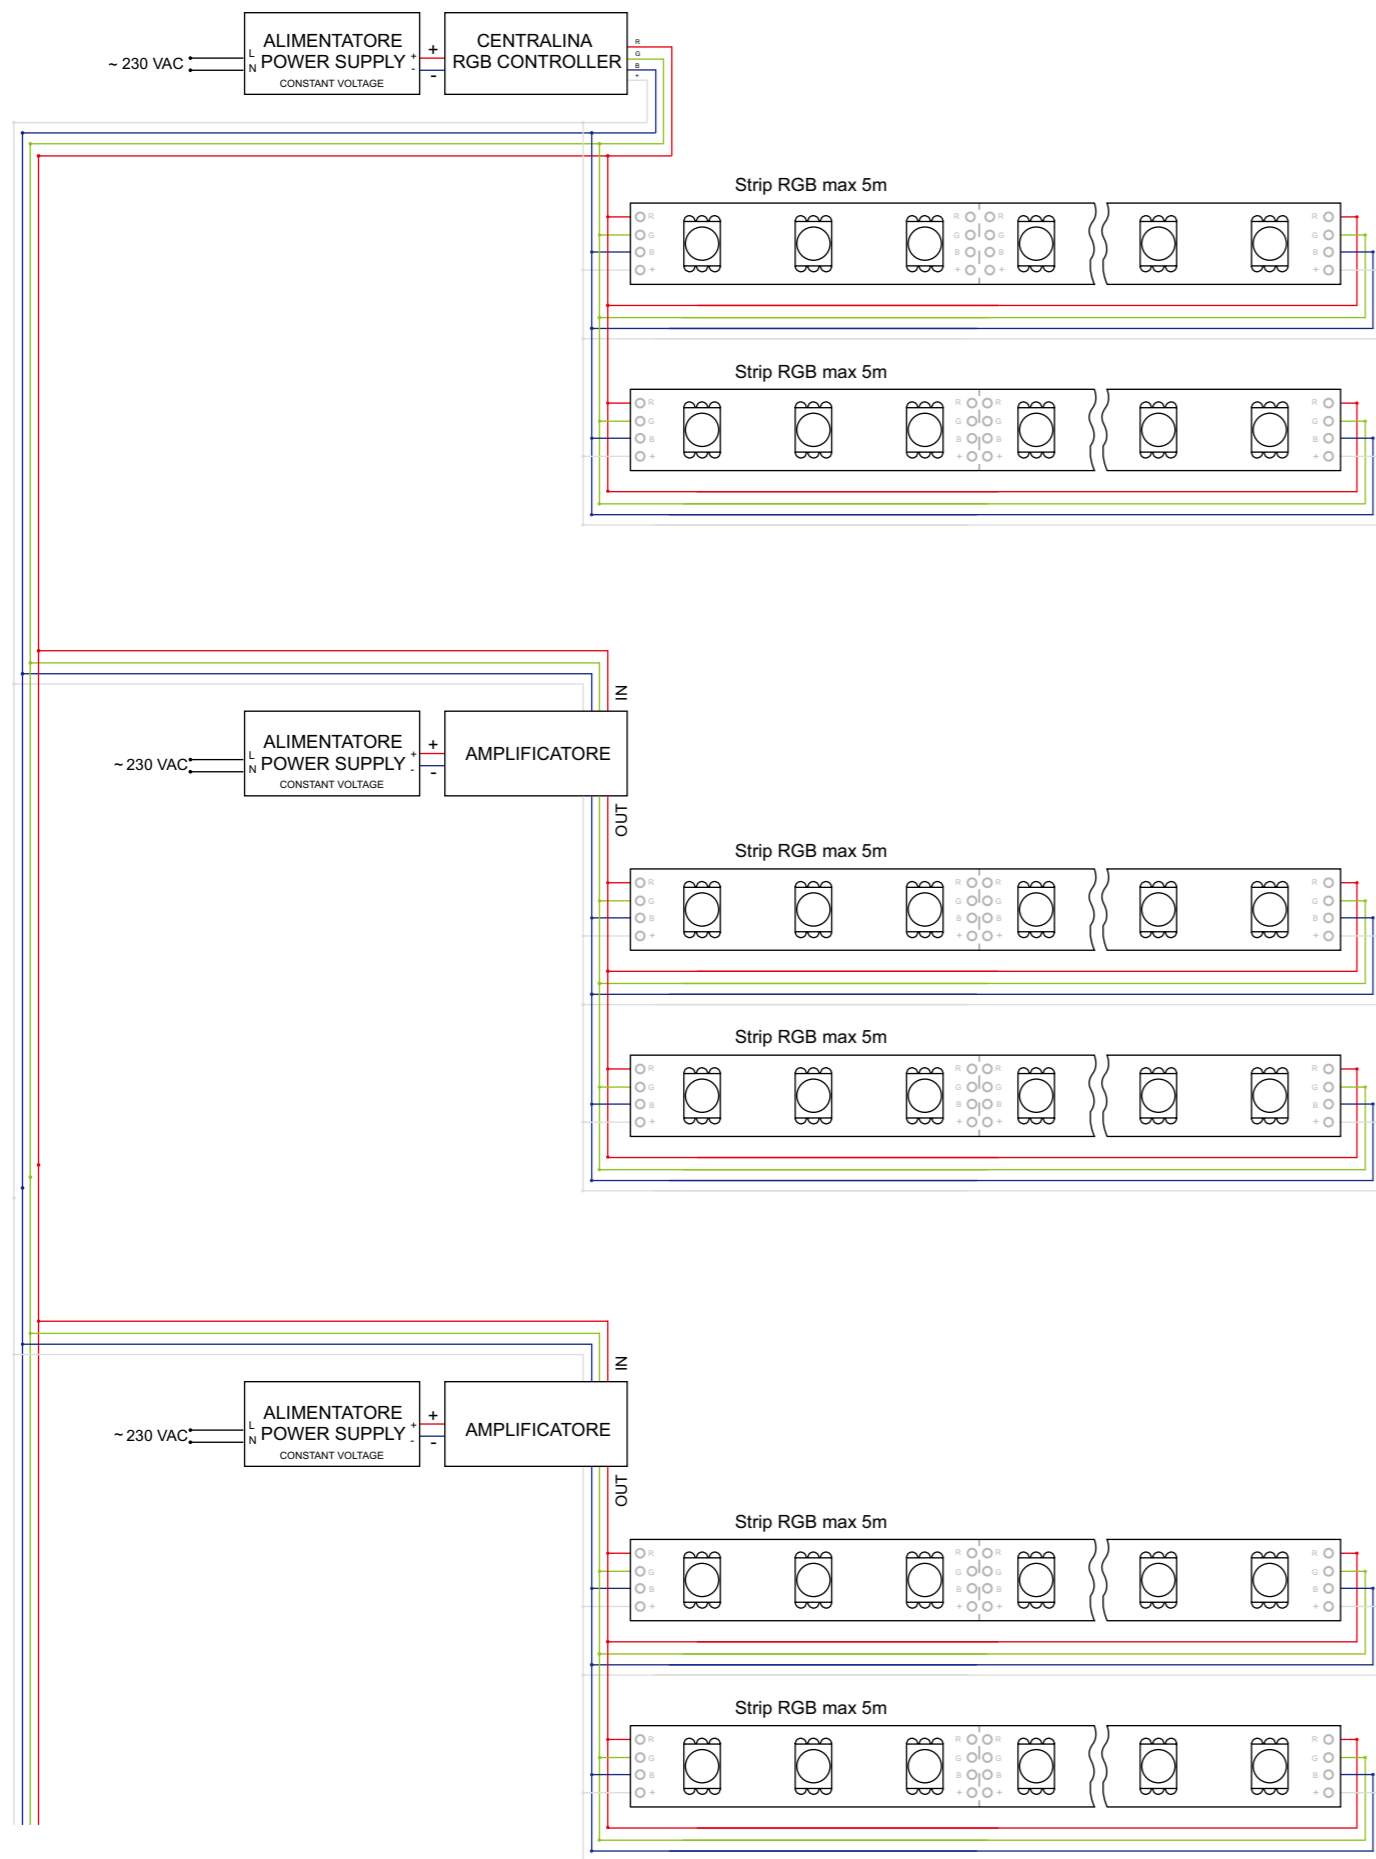 ALIMENTATORE
POWER SUPPLY
CONSTANT VOLTAGE
~ 230 VAC
L
N
+
-
+
-
CENTRALINA
RGB CONTROLLER
R
G
B
+
Strip RGB max 5m
R R R R
G G G G
B B B B
+ + + +
Strip RGB max 5m
R R R R
G G G G
B B B B
+ + + +
IN
ALIMENTATORE
POWER SUPPLY
CONSTANT VOLTAGE
~ 230 VAC
L
N
+
-
+
-
AMPLIFICATORE
OUT
Strip RGB max 5m
R R R R
G G G G
B B B B
+ + + +
Strip RGB max 5m
R R R R
G G G G
B B B B
+ + + +
IN
ALIMENTATORE
POWER SUPPLY
CONSTANT VOLTAGE
~ 230 VAC
L
N
+
-
+
-
AMPLIFICATORE
OUT
Strip RGB max 5m
R R R R
G G G G
B B B B
+ + + +
Strip RGB max 5m
R R R R
G G G G
B B B B
+ + + +